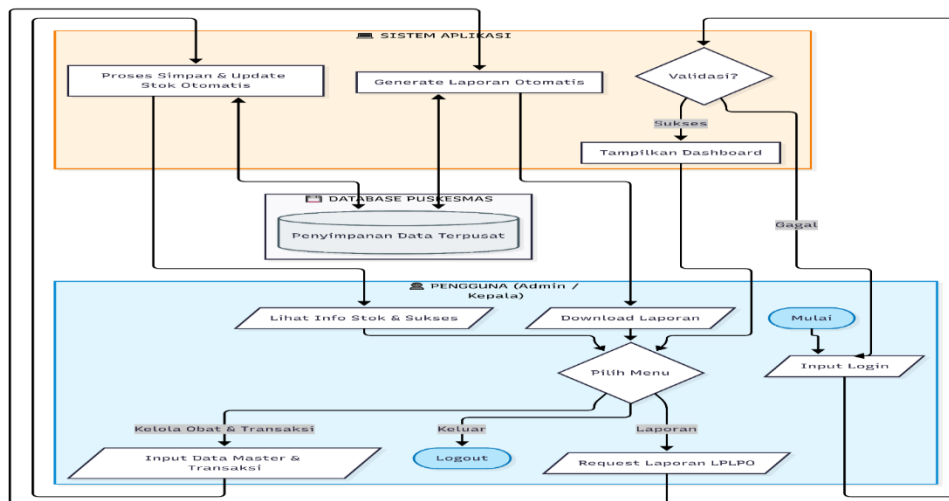 SISTEM APLIKASI
Proses Simpan & Update
Stok Otomatis
Generate Laporan Otomatis
Validasi?
Sukses
Tampilkan Dashboard
DATABASE PUSKESMAS
Penyimpanan Data Terpusat
Gagal
PENGGUNA (Admin /
Kepala)
Lihat Info Stok & Sukses
Download Laporan
Mulai
Input Login
Pilih Menu
Kelola Obat & Transaksi
Keluar
Laporan
Input Data Master &
Transaksi
Logout
Request Laporan LPLPO